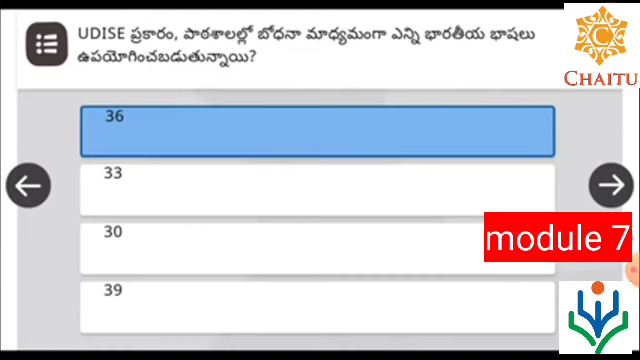 UDISE ప్రకారం, పాఠశాలల్లో బోధనా మాధ్యమంగా ఎన్ని భారతీయ భాషలు
ఉపయోగించబడుతున్నాయి?
CHAITU
36
33
30
module 7
39